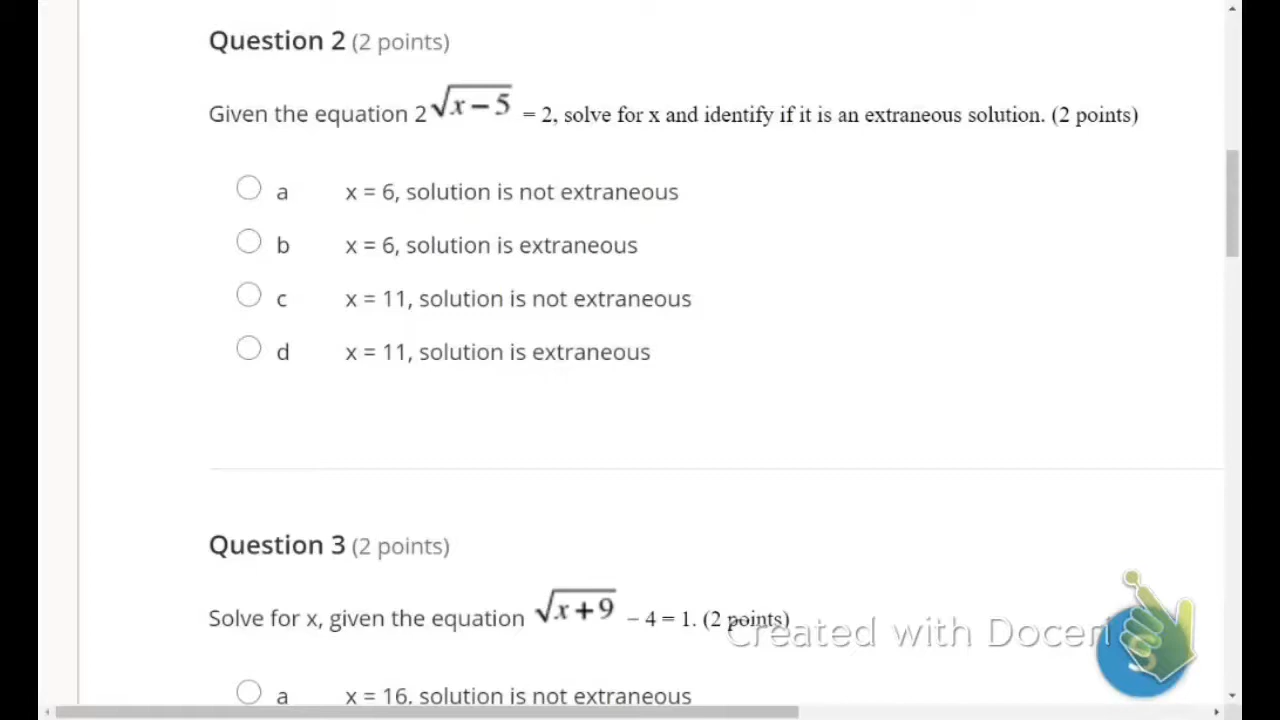 Question 2 (2 points)
Given the equation 2√x − 5 = 2, solve for x and identify if it is an extraneous solution. (2 points)
a x = 6, solution is not extraneous
b x = 6, solution is extraneous
c x = 11, solution is not extraneous
d x = 11, solution is extraneous
Question 3 (2 points)
Solve for x, given the equation √x + 9 − 4 = 1. (2 points)
Created with Doceri
a x = 16, solution is not extraneous